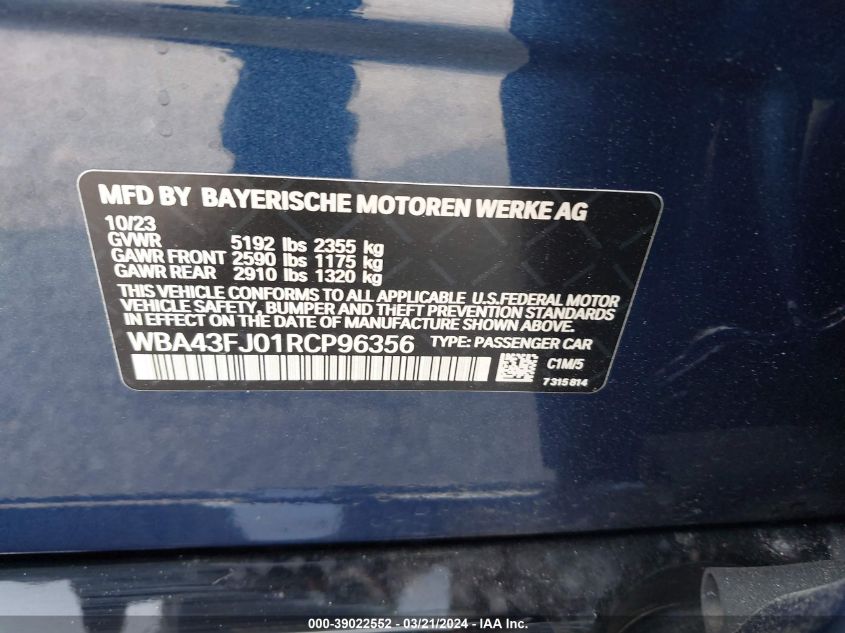 MFD BY BAYERISCHE MOTOREN WERKE AG
10/23
GVWR 5192 lbs 2355 kg
GAWR FRONT 2590 lbs 1175 kg
GAWR REAR 2910 lbs 1320 kg
THIS VEHICLE CONFORMS TO ALL APPLICABLE U.S.FEDERAL MOTOR
VEHICLE SAFETY, BUMPER AND THEFT PREVENTION STANDARDS
IN EFFECT ON THE DATE OF MANUFACTURE SHOWN ABOVE.
WBA43FJ01RCP96356 TYPE: PASSENGER CAR
C1M/5
7315814
000-39022552 - 03/21/2024 - IAA Inc.